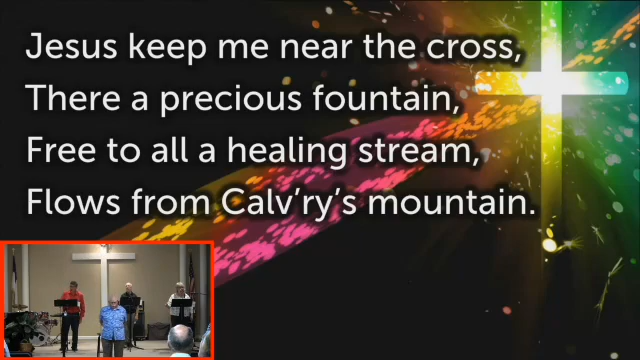 Jesus keep me near the cross,
There a precious fountain,
Free to all a healing stream,
Flows from Calv’ry’s mountain.